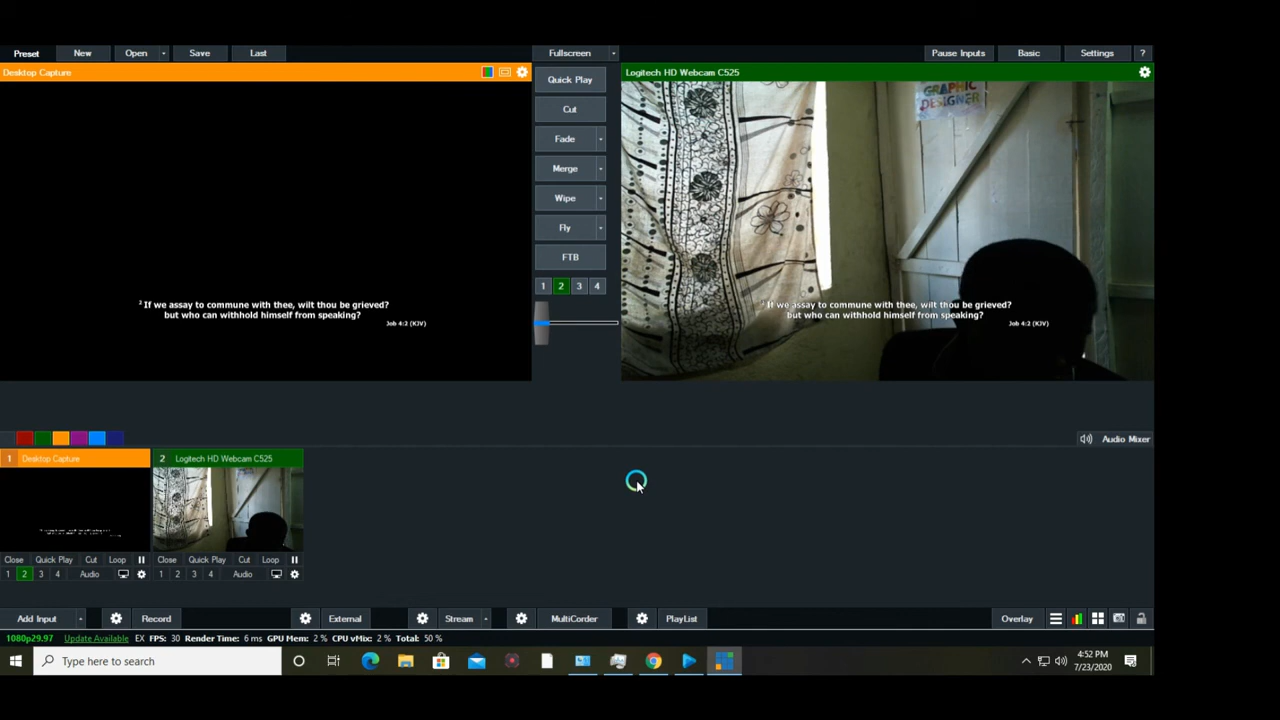 Preset
New
Open
Save
Last
Fullscreen
Pause Inputs
Basic
Settings
?
Desktop Capture
Quick Play
Cut
Fade
Merge
Wipe
Fly
FTB
1 2 3 4
Logitech HD Webcam C525
GRAPHIC
DESIGNER
2 If we assay to commune with thee, wilt thou be grieved?
but who can withhold himself from speaking?
Job 4:2 (KJV)
2 If we assay to commune with thee, wilt thou be grieved?
but who can withhold himself from speaking?
Job 4:2 (KJV)
Audio Mixer
1 Desktop Capture
2 Logitech HD Webcam C525
Close Quick Play Cut Loop
Close Quick Play Cut Loop
1 2 3 4 Audio
1 2 3 4 Audio
Add Input
Record
External
Stream
MultiCorder
PlayList
Overlay
1080p29.97 Update Available EX FPS: 30 Render Time: 6 ms GPU Mem: 2 % CPU vMix: 2 % Total: 50 %
Type here to search
4:52 PM
7/23/2020